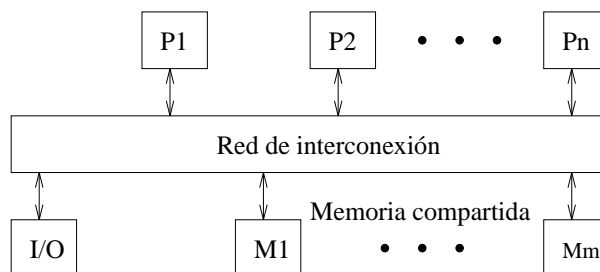 P1 P2 Pn
Red de interconexión
Memoria compartida
I/O M1 Mm